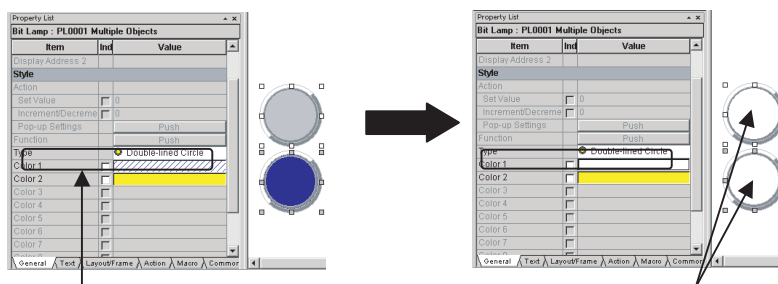 Property List
Bit Lamp : PL0001 Multiple Objects
Item Ind Value
Display Address 2
Style
Action
Set Value 0
Increment/Decreme 0
Pop-up Settings Push
Function Push
Type Double-lined Circle
Color 1
Color 2
Color 3
Color 4
Color 5
Color 6
Color 7
General Text Layout/Frame Action Macro Common
Property List
Bit Lamp : PL0001 Multiple Objects
Item Ind Value
Display Address 2
Style
Action
Set Value 0
Increment/Decreme 0
Pop-up Settings Push
Function Push
Type Double-lined Circle
Color 1
Color 2
Color 3
Color 4
Color 5
Color 6
Color 7
General Text Layout/Frame Action Macro Common